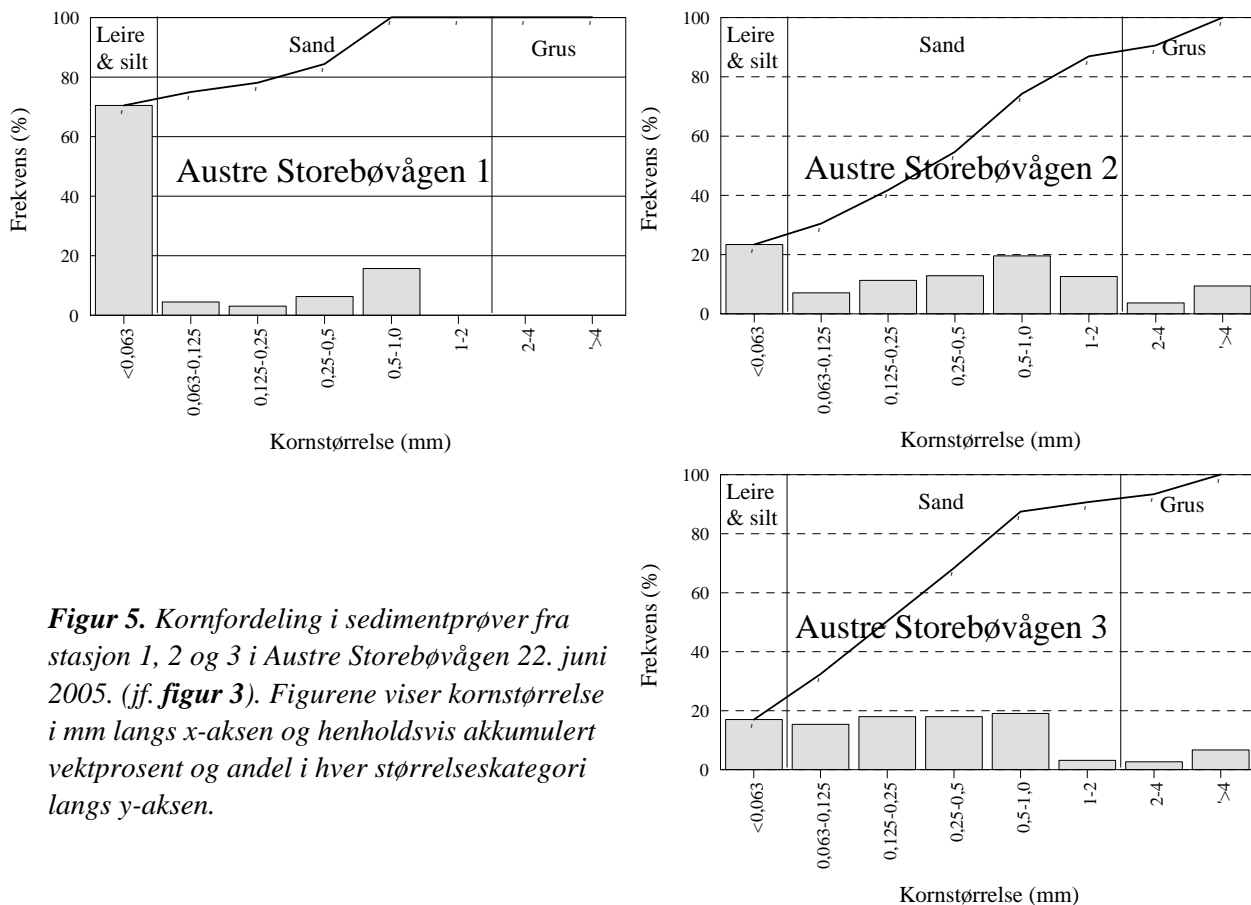 100
80
60
40
20
0
Frekvens (%)
Leire
& silt
Sand
Grus
Austre Storebøvågen 1
<0,063
0,063-0,125
0,125-0,25
0,25-0,5
0,5-1,0
1-2
2-4
'>4
Kornstørrelse (mm)
100
80
60
40
20
0
Frekvens (%)
Leire
& silt
Sand
Grus
Austre Storebøvågen 2
<0,063
0,063-0,125
0,125-0,25
0,25-0,5
0,5-1,0
1-2
2-4
'>4
Kornstørrelse (mm)
100
80
60
40
20
0
Frekvens (%)
Leire
& silt
Sand
Grus
Austre Storebøvågen 3
<0,063
0,063-0,125
0,125-0,25
0,25-0,5
0,5-1,0
1-2
2-4
'>4
Kornstørrelse (mm)
Figur 5. Kornfordeling i sedimentprøver fra
stasjon 1, 2 og 3 i Austre Storebøvågen 22. juni
2005. (jf. figur 3). Figurene viser kornstørrelse
i mm langs x-aksen og henholdsvis akkumulert
vektprosent og andel i hver størrelseskategori
langs y-aksen.